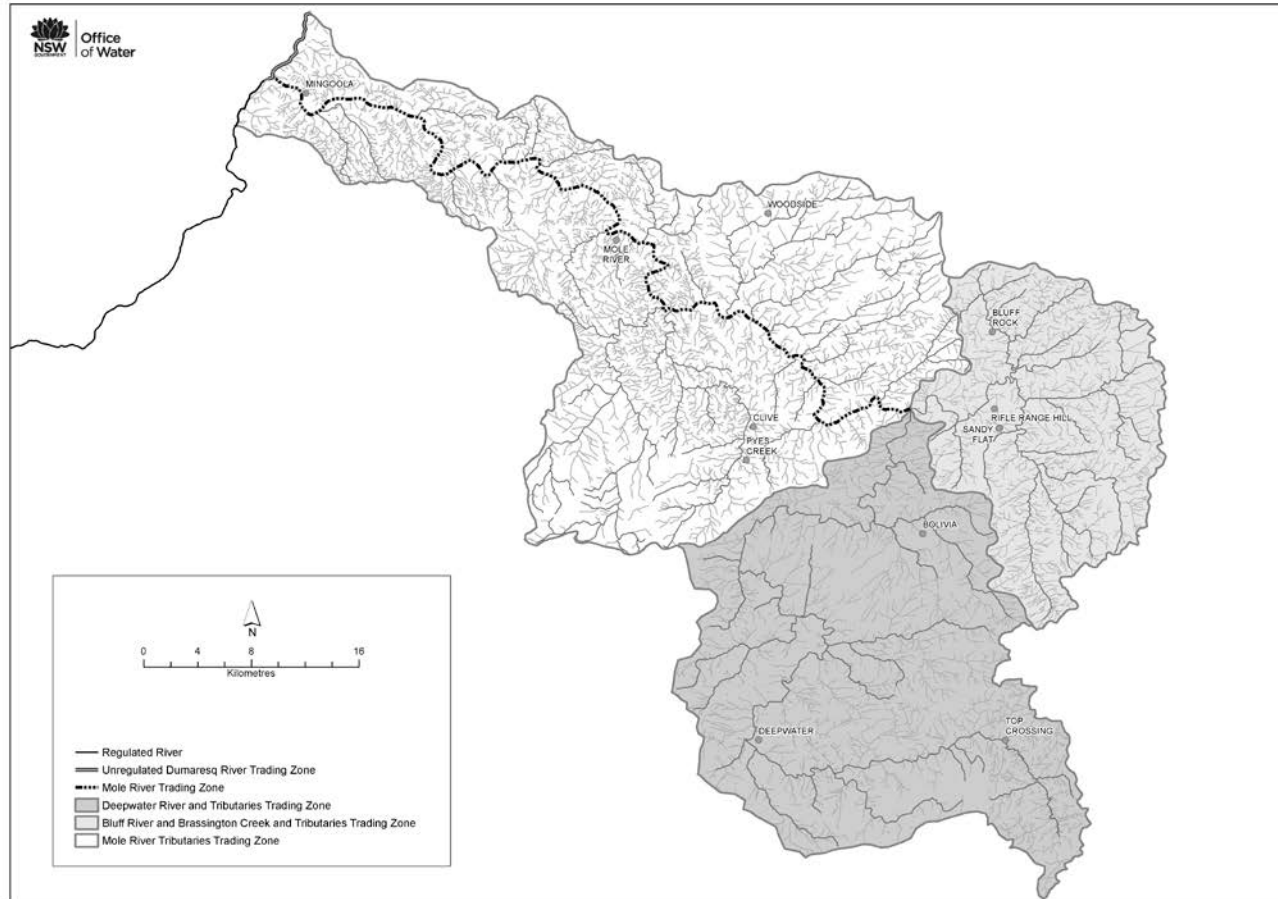 NSW
GOVERNMENT
Office
of Water
MINGOOLA
WOODSIDE
MOLE
RIVER
BLUFF
ROCK
RIFLE RANGE HILL
SANDY
FLAT
CLIVE
PYES
CREEK
BOLIVIA
DEEPWATER
TOP
CROSSING
N
0 4 8 16
Kilometres
Regulated River
Unregulated Dumaresq River Trading Zone
Mole River Trading Zone
Deepwater River and Tributaries Trading Zone
Bluff River and Brassington Creek and Tributaries Trading Zone
Mole River Tributaries Trading Zone